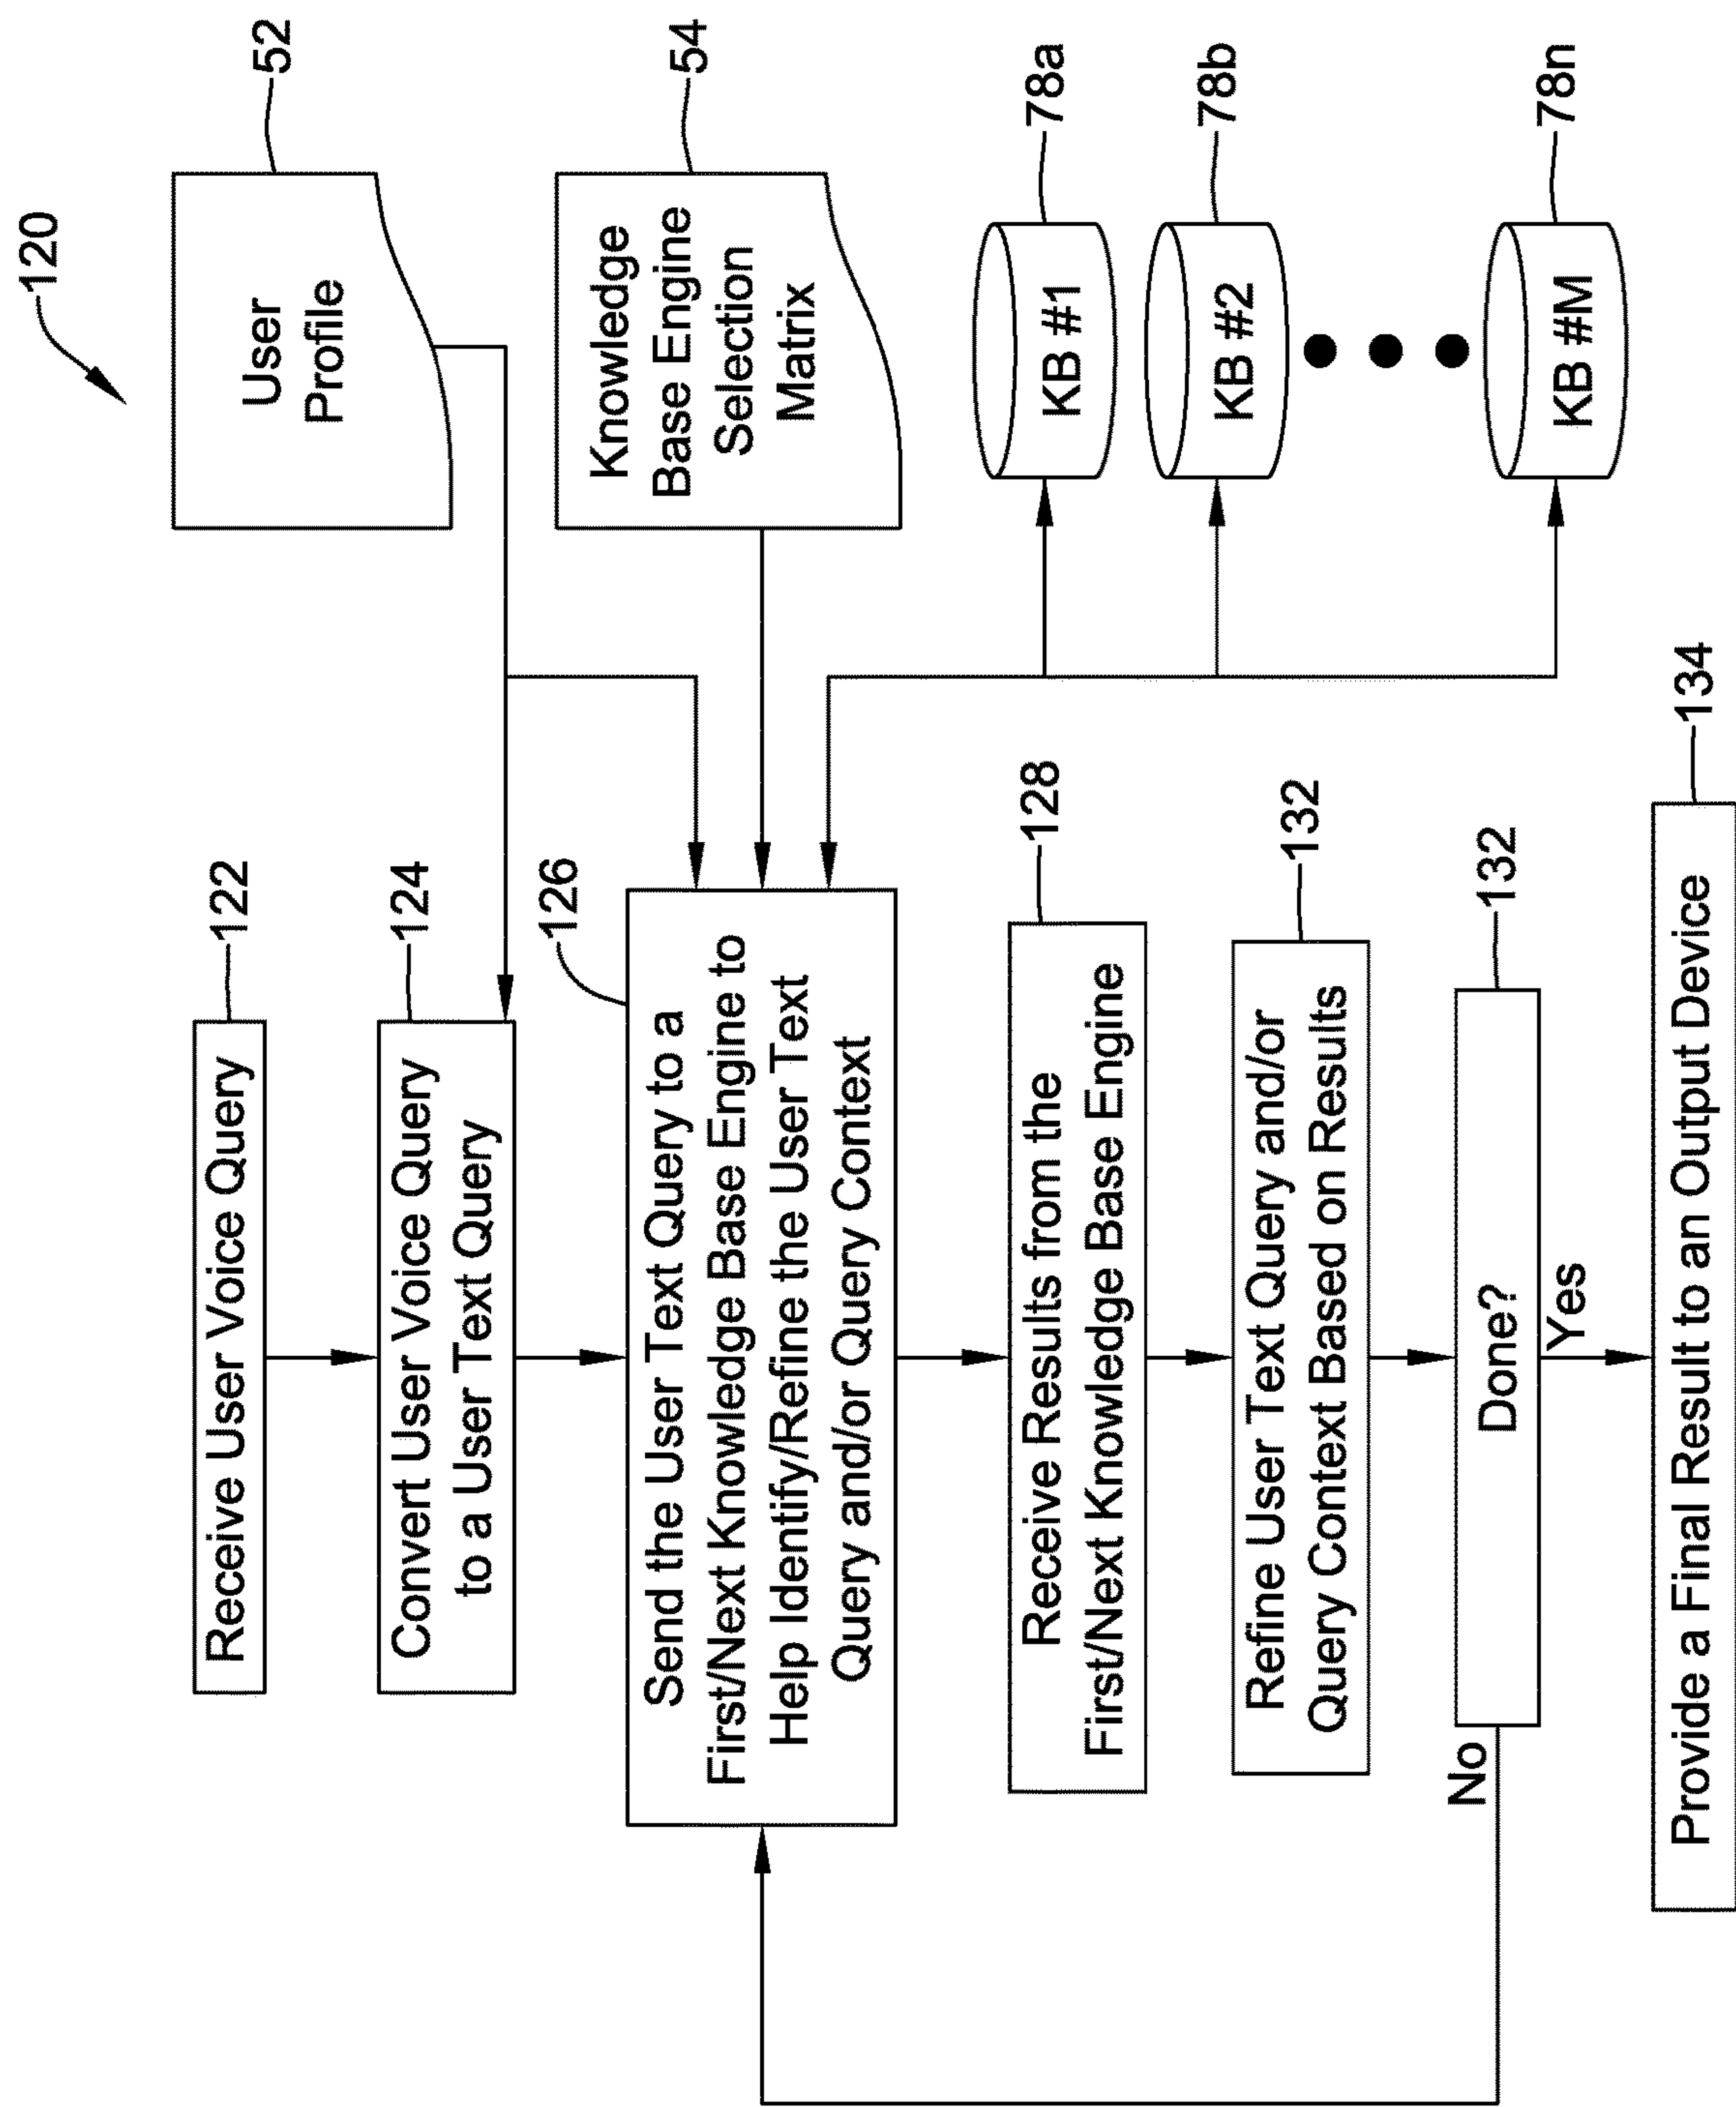 120
52
User
Profile
54
Knowledge
Base Engine
Selection
Matrix
78a
KB #1
78b
KB #2
78n
KB #M
122
Receive User Voice Query
124
Convert User Voice Query
to a User Text Query
126
Send the User Text Query to a
First/Next Knowledge Base Engine to
Help Identify/Refine the User Text
Query and/or Query Context
128
Receive Results from the
First/Next Knowledge Base Engine
132
Refine User Text Query and/or
Query Context Based on Results
132
Done?
No
Yes
134
Provide a Final Result to an Output Device